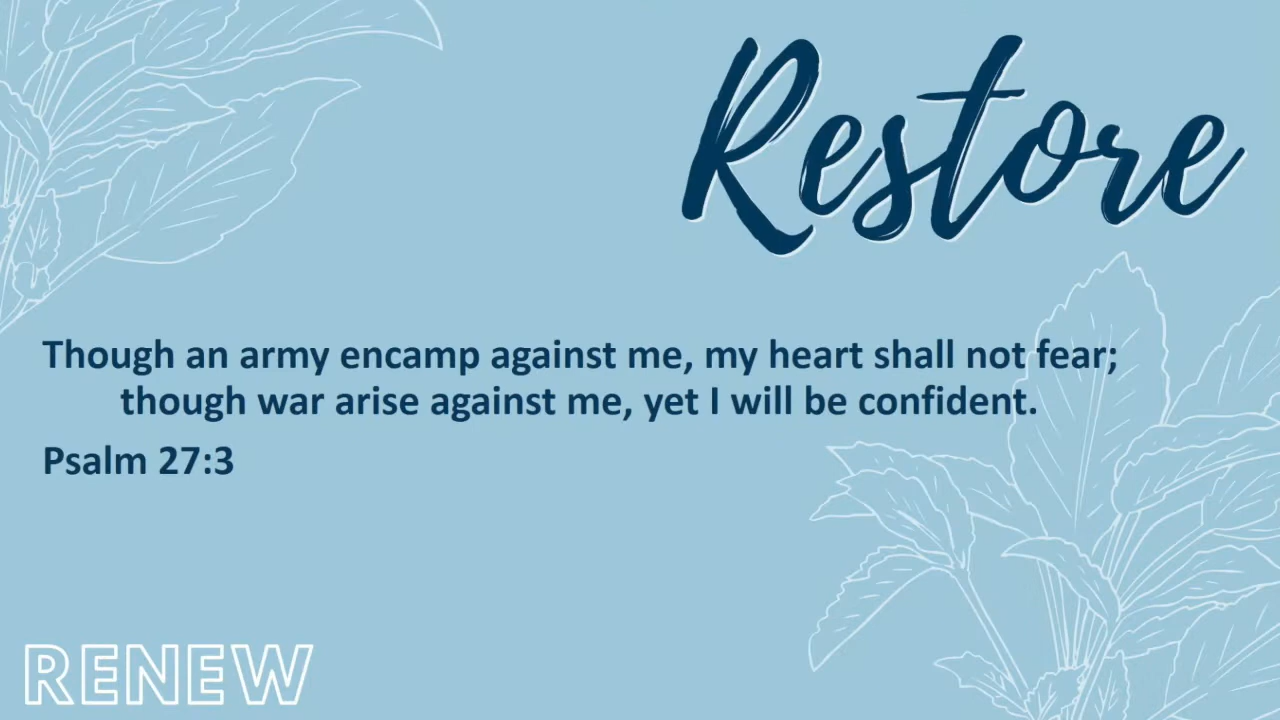 Restore
Though an army encamp against me, my heart shall not fear;
though war arise against me, yet I will be confident.
Psalm 27:3
RENEW